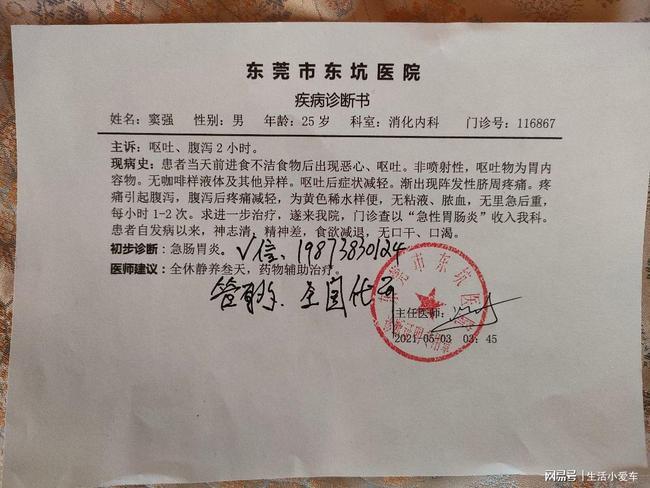 东莞市东坑医院
疾病诊断书
姓名：窦强 性别：男 年龄：25岁 科室：消化内科 门诊号：116867
主诉：呕吐、腹泻2小时。
现病史：患者当天前进食不洁食物后出现恶心、呕吐。非喷射性，呕吐物为胃内
容物。无咖啡样液体及其他异样。呕吐后症状减轻。渐出现阵发性脐周疼痛。疼
痛引起腹泻，腹泻后疼痛减轻，为黄色稀水样便，无粘液、脓血，无里急后重，
每小时1-2次。求进一步治疗，遂来我院，门诊查以“急性胃肠炎”收入我科。
患者自发病以来，神志清，精神差，食欲减退，无口干、口渴。
初步诊断：急肠胃炎。
V信、19873830124
医师建议：全休静养叁天，药物辅助治疗。
全国代开
主任医师：
东莞市东坑医院
2021-05-03 03:45
网易号 | 生活小爱车